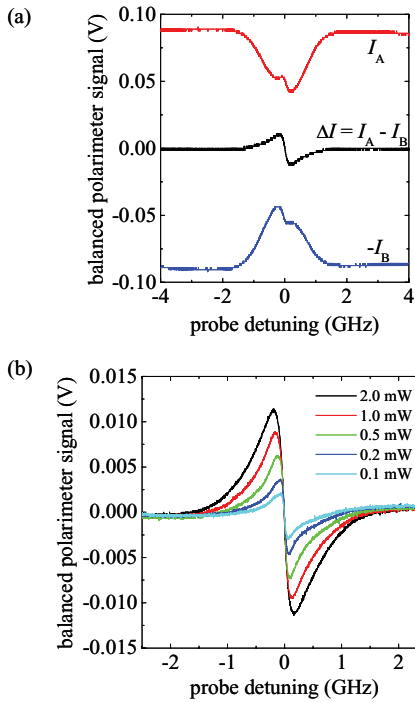 (a)
balanced polarimeter signal (V)
0.10
0.05
0.00
-0.05
-0.10
I_A
ΔI = I_A - I_B
-I_B
-4 -2 0 2 4
probe detuning (GHz)
(b)
balanced polarimeter signal (V)
0.015
0.010
0.005
0.000
-0.005
-0.010
-0.015
2.0 mW
1.0 mW
0.5 mW
0.2 mW
0.1 mW
-2 -1 0 1 2
probe detuning (GHz)